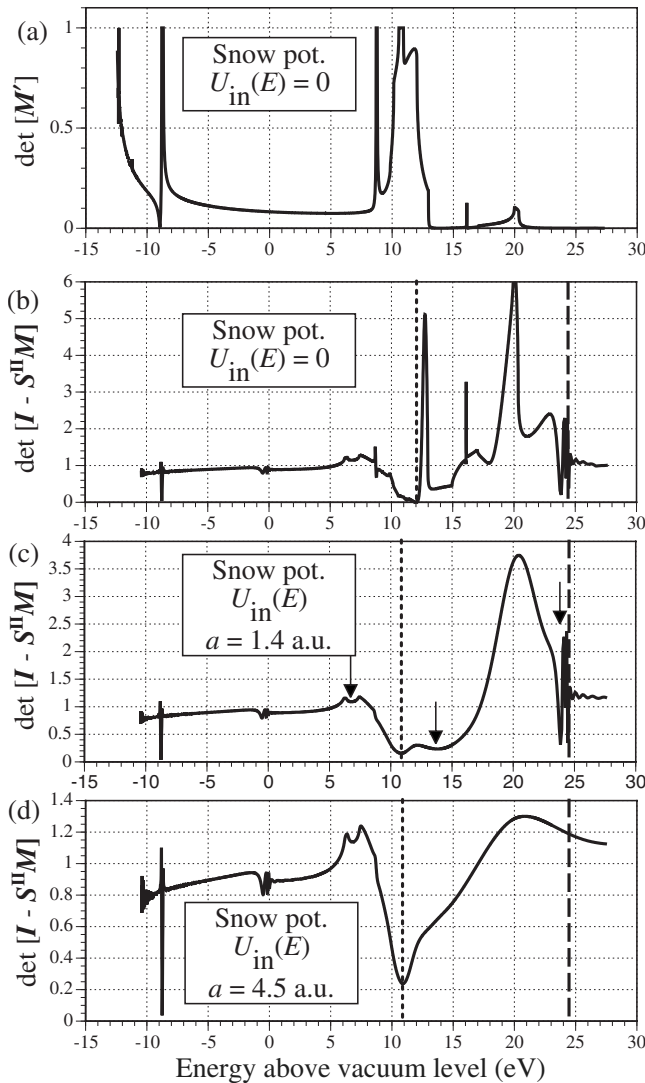 (a)
det [M′]
1
0.5
0
Snow pot.
U_in(E) = 0
-15 -10 -5 0 5 10 15 20 25 30
(b)
det [I - S^II M]
6
5
4
3
2
1
0
Snow pot.
U_in(E) = 0
-15 -10 -5 0 5 10 15 20 25 30
(c)
det [I - S^II M]
4
3.5
3
2.5
2
1.5
1
0.5
0
Snow pot.
U_in(E)
a = 1.4 a.u.
-15 -10 -5 0 5 10 15 20 25 30
(d)
det [I - S^II M]
1.4
1.2
1
0.8
0.6
0.4
0.2
0
Snow pot.
U_in(E)
a = 4.5 a.u.
-15 -10 -5 0 5 10 15 20 25 30
Energy above vacuum level (eV)